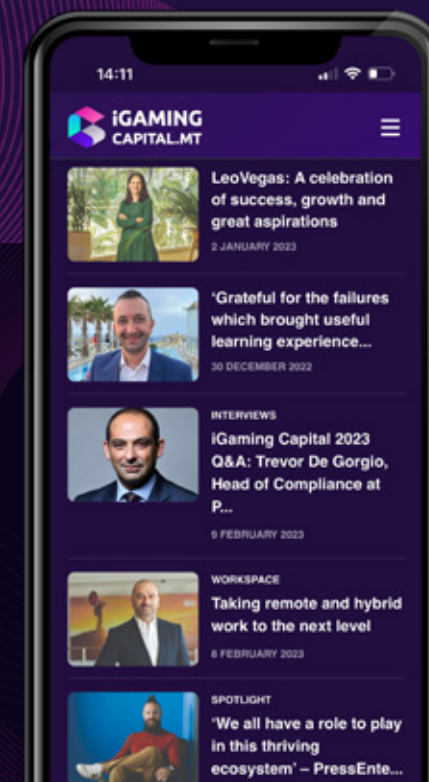 14:11
iGAMING
CAPITAL.MT
LeoVegas: A celebration
of success, growth and
great aspirations
2 JANUARY 2023
'Grateful for the failures
which brought useful
learning experience...
30 DECEMBER 2022
INTERVIEWS
iGaming Capital 2023
Q&A: Trevor De Gorgio,
Head of Compliance at
P...
9 FEBRUARY 2023
WORKSPACE
Taking remote and hybrid
work to the next level
8 FEBRUARY 2023
SPOTLIGHT
'We all have a role to play
in this thriving
ecosystem' – PressEnte...